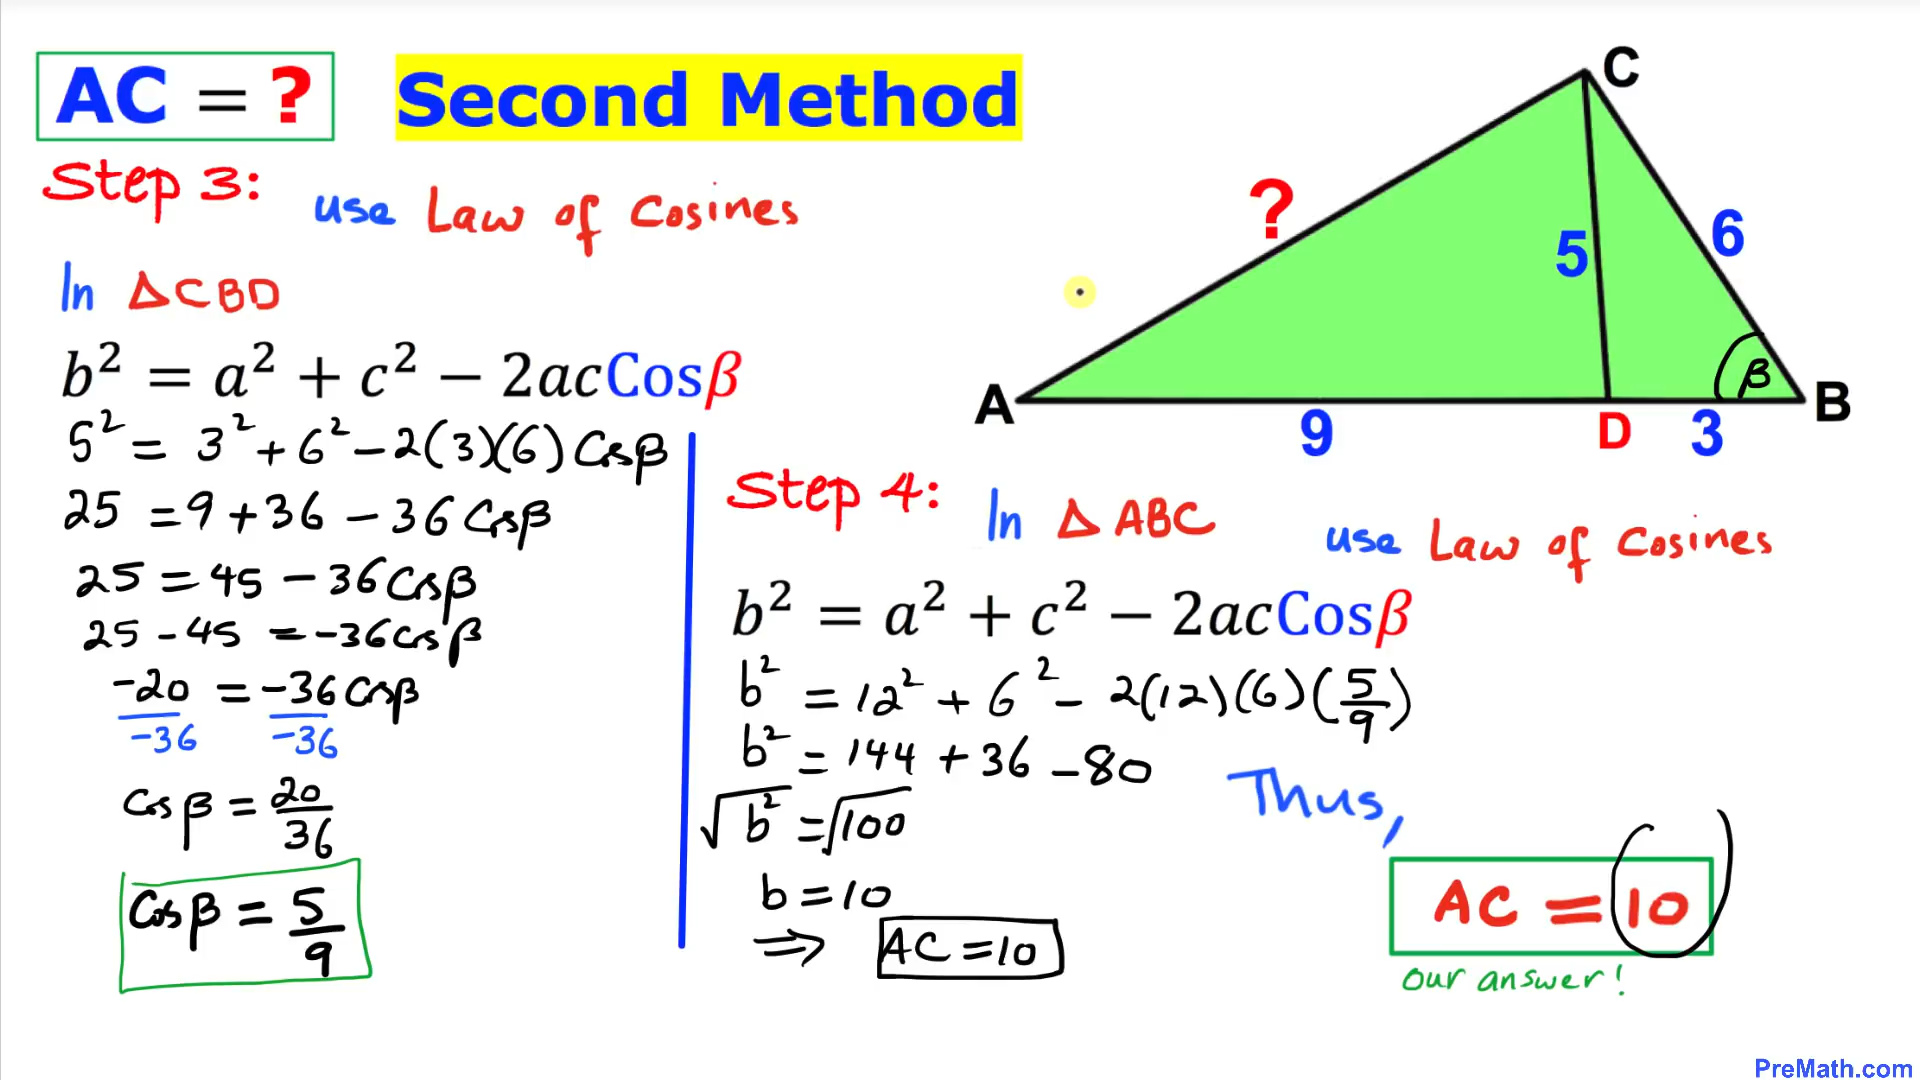 AC = ?
Second Method
Step 3:
use Law of Cosines
In △CBD
b² = a² + c² − 2acCosβ
5² = 3² + 6² − 2(3)(6) Cosβ
25 = 9 + 36 − 36 Cosβ
25 = 45 − 36 Cosβ
25 − 45 = −36 Cosβ
−20 = −36 Cosβ
−36 −36
Cosβ = 20/36
Cosβ = 5/9
C
?
5
6
β
A
B
9
D
3
Step 4:
In △ABC
use Law of Cosines
b² = a² + c² − 2acCosβ
b² = 12² + 6² − 2(12)(6)(5/9)
b² = 144 + 36 − 80
√b² = √100
b = 10
⇒ AC = 10
Thus,
AC = 10
our answer!
PreMath.com